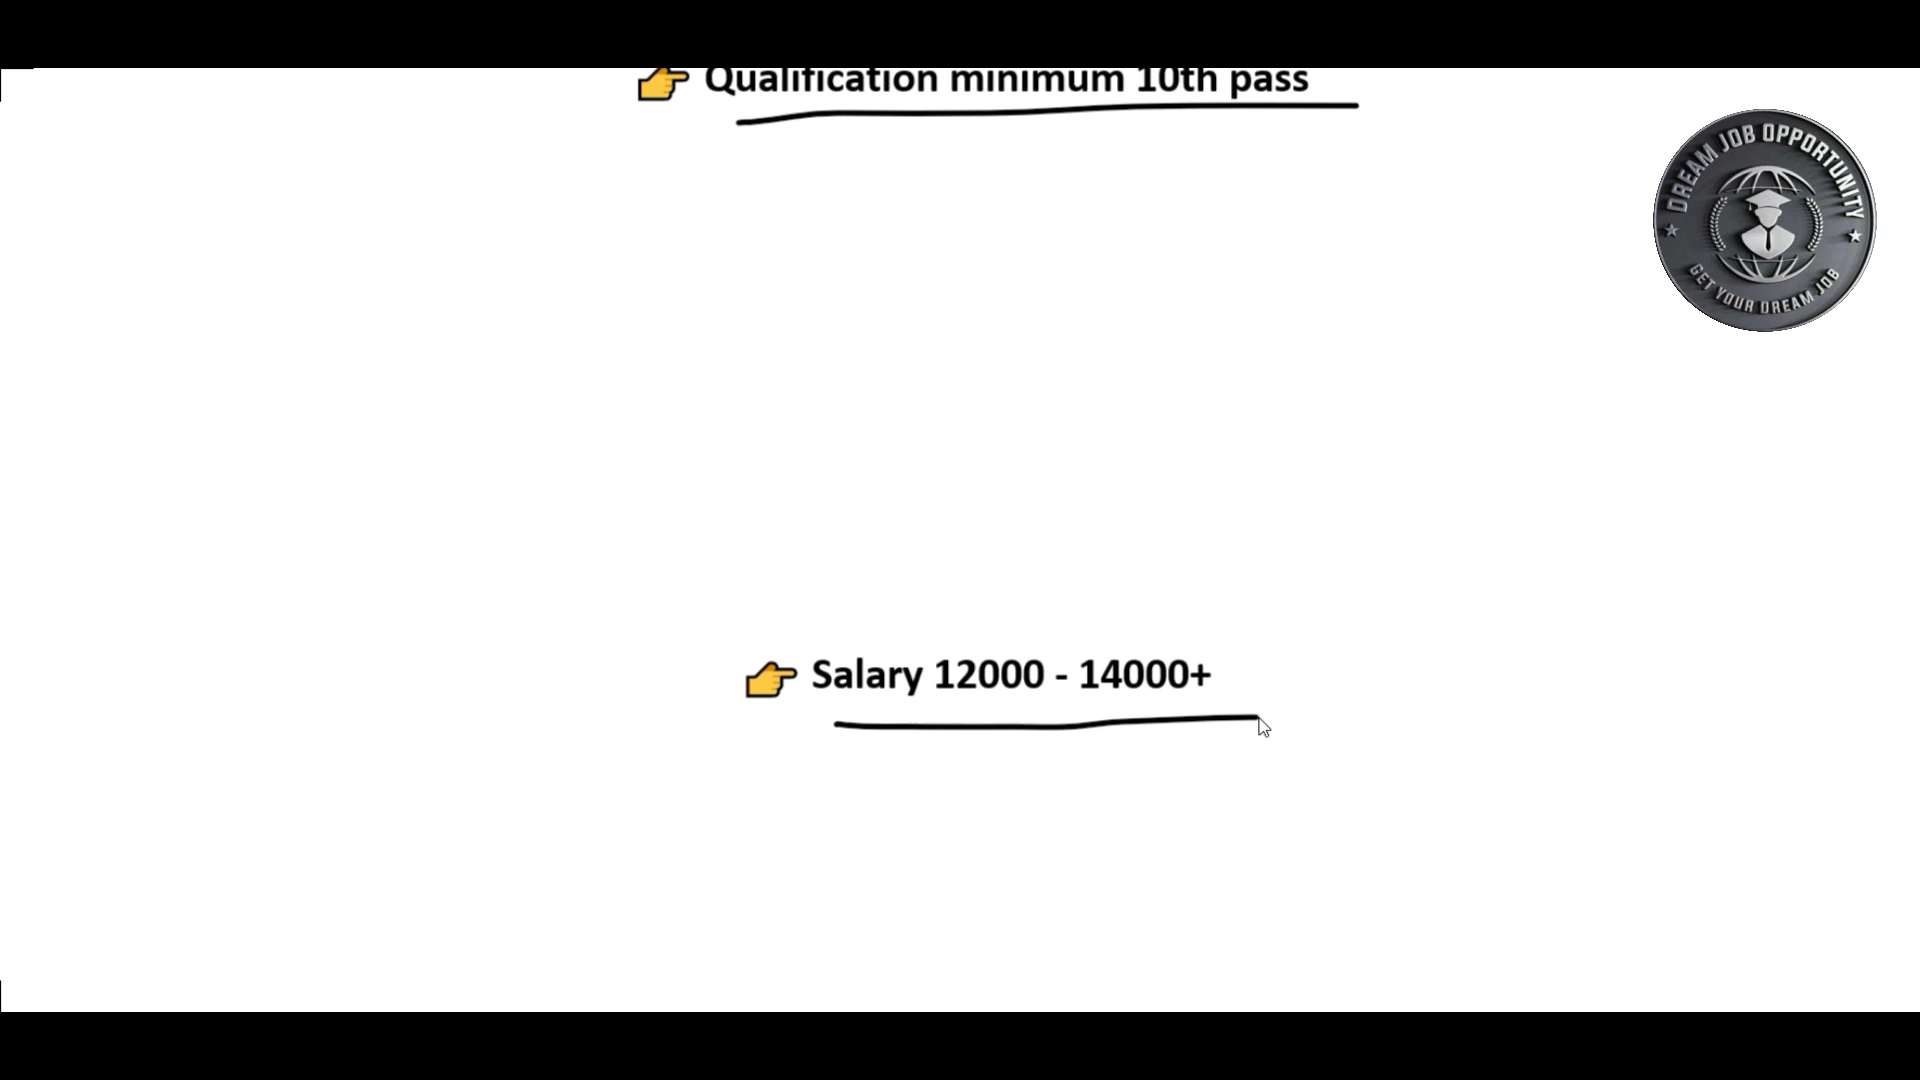 👉 Qualification minimum 10th pass
DREAM JOB OPPORTUNITY
GET YOUR DREAM JOB
👉 Salary 12000 - 14000+